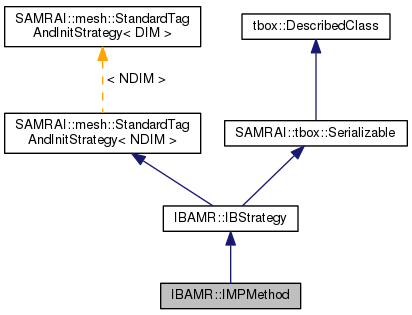 SAMRAI::mesh::StandardTag
AndInitStrategy< DIM >
tbox::DescribedClass
< NDIM >
SAMRAI::mesh::StandardTag
AndInitStrategy< NDIM >
SAMRAI::tbox::Serializable
IBAMR::IBStrategy
IBAMR::IMPMethod